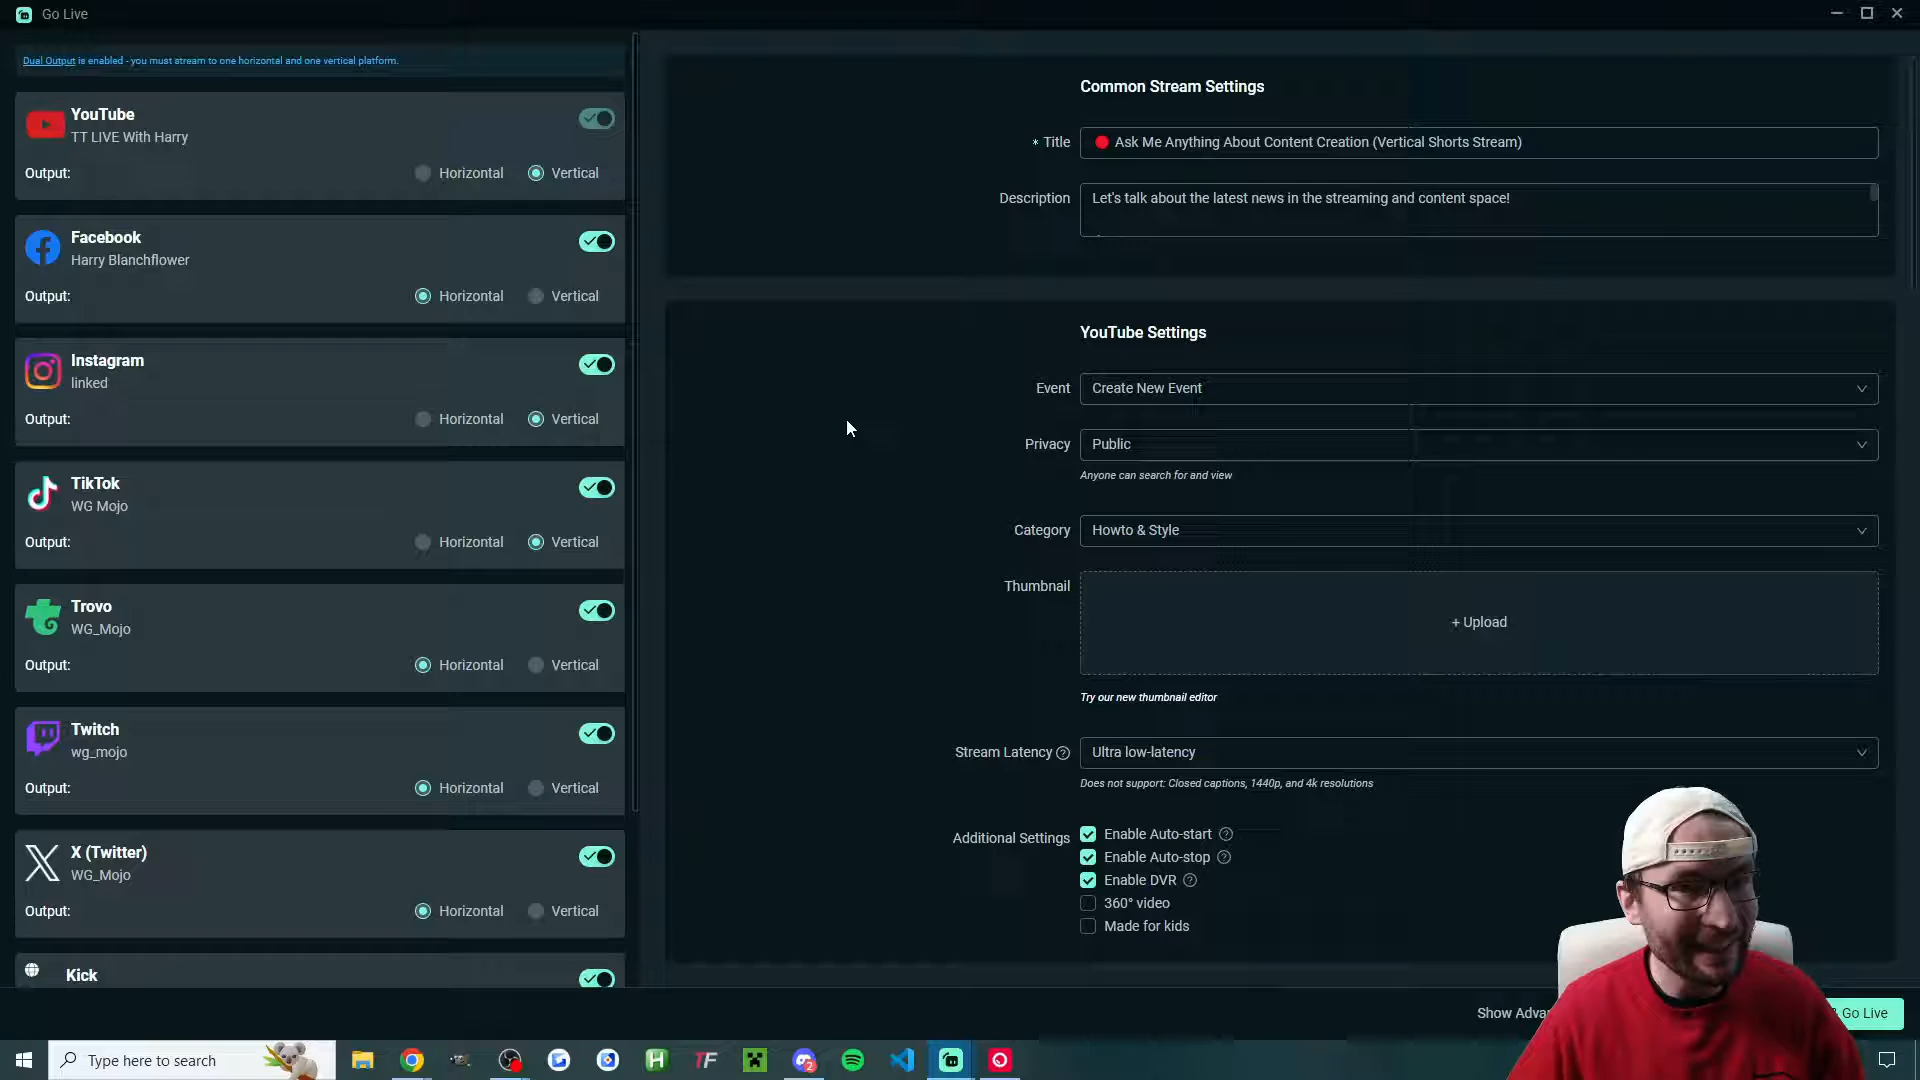 Go Live
Dual Output is enabled - you must stream to one horizontal and one vertical platform.
YouTube
TT LIVE With Harry
Output:
Horizontal
Vertical
Facebook
Harry Blanchflower
Output:
Horizontal
Vertical
Instagram
linked
Output:
Horizontal
Vertical
TikTok
WG Mojo
Output:
Horizontal
Vertical
Trovo
WG_Mojo
Output:
Horizontal
Vertical
Twitch
wg_mojo
Output:
Horizontal
Vertical
X (Twitter)
WG_Mojo
Output:
Horizontal
Vertical
Kick
Common Stream Settings
* Title
Ask Me Anything About Content Creation (Vertical Shorts Stream)
Description
Let's talk about the latest news in the streaming and content space!
YouTube Settings
Event
Create New Event
Privacy
Public
Anyone can search for and view
Category
Howto & Style
Thumbnail
+ Upload
Try our new thumbnail editor
Stream Latency
Ultra low-latency
Does not support: Closed captions, 1440p, and 4k resolutions
Additional Settings
Enable Auto-start
Enable Auto-stop
Enable DVR
360° video
Made for kids
Show Adva
Go Live
Type here to search
H
TF
2